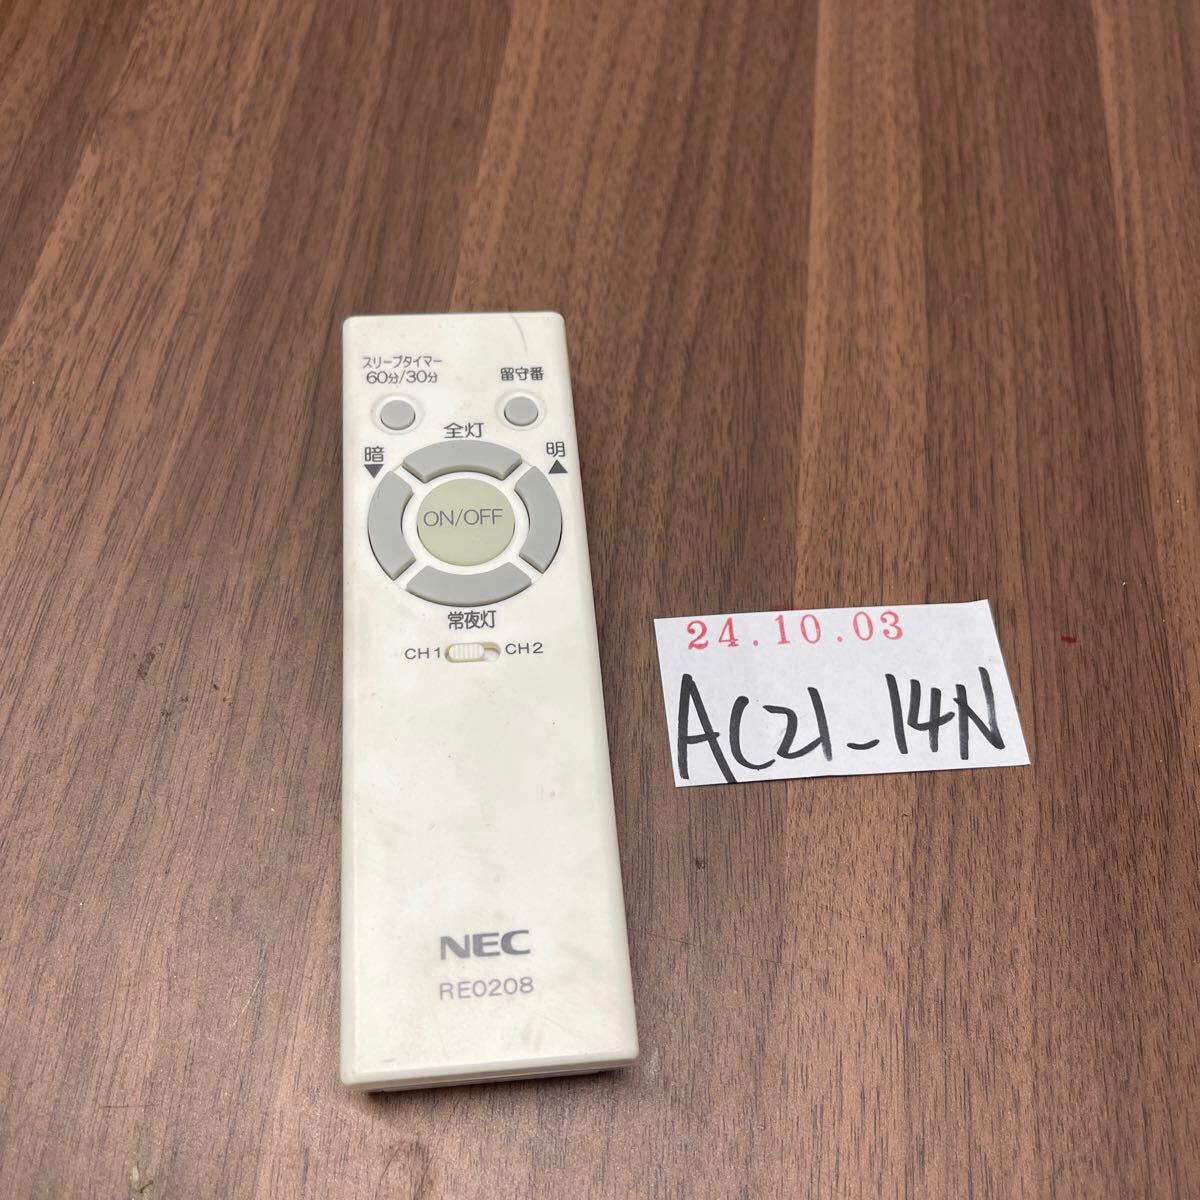 スリープタイマー
60分/30分
留守番
全灯
暗
明
▼
▲
ON/OFF
常夜灯
CH1
CH2
NEC
RE0208
24.10.03
AC21-14N